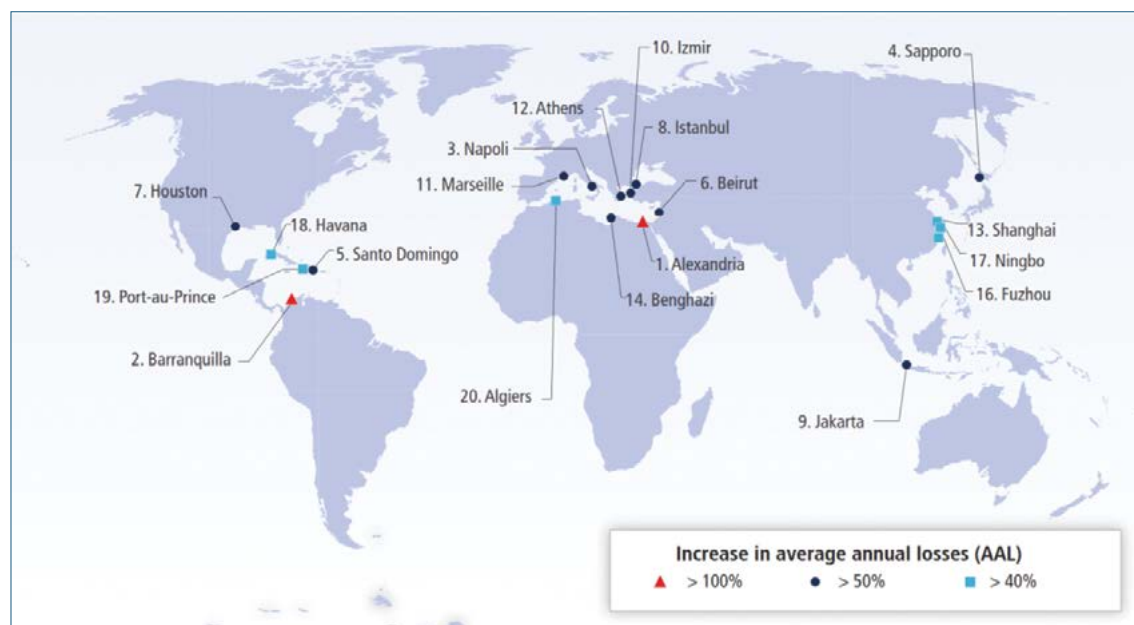 10. Izmir
4. Sapporo
12. Athens
8. Istanbul
3. Napoli
11. Marseille
6. Beirut
7. Houston
18. Havana
13. Shanghai
5. Santo Domingo
1. Alexandria
17. Ningbo
19. Port-au-Prince
14. Benghazi
16. Fuzhou
2. Barranquilla
20. Algiers
9. Jakarta
Increase in average annual losses (AAL)
> 100% > 50% > 40%